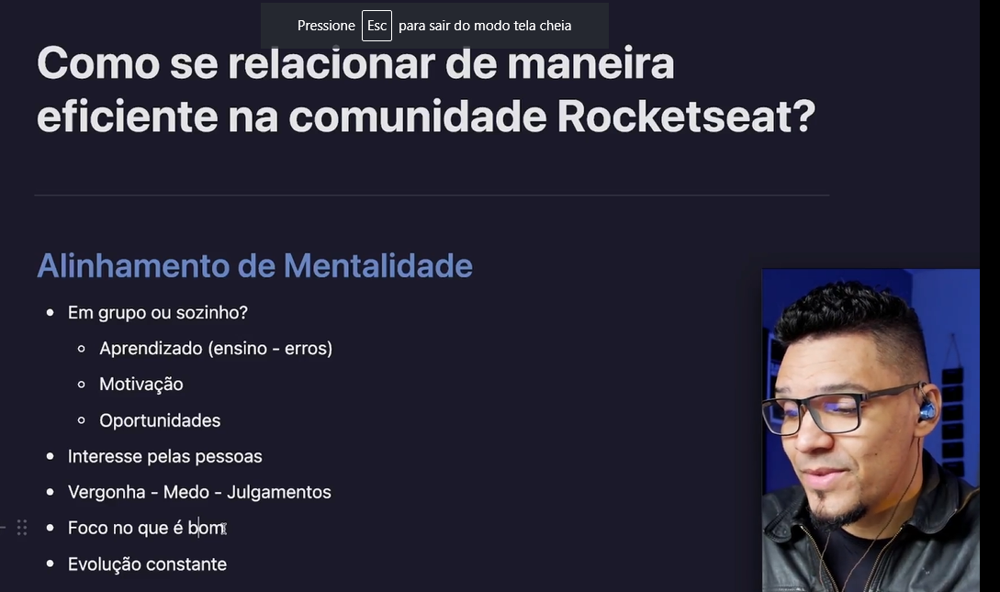 Pressione Esc para sair do modo tela cheia
Como se relacionar de maneira
eficiente na comunidade Rocketseat?
Alinhamento de Mentalidade
Em grupo ou sozinho?
Aprendizado (ensino - erros)
Motivação
Oportunidades
Interesse pelas pessoas
Vergonha - Medo - Julgamentos
Foco no que é bom
Evolução constante